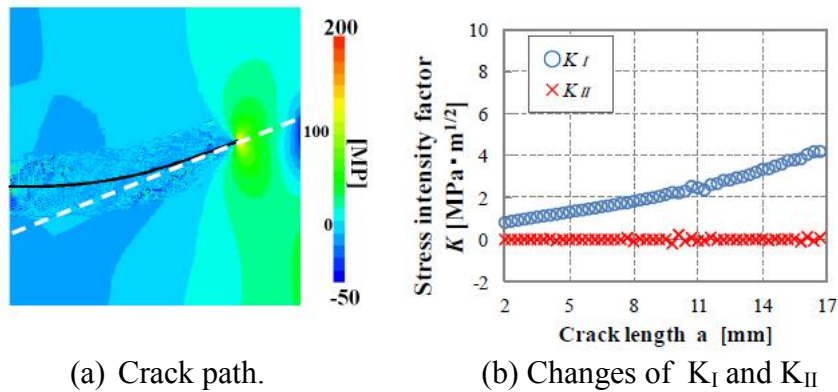 200
100
0
-50
[MP]
(a) Crack path.
Stress intensity factor
K [MPa・m1/2]
10
8
6
4
2
0
-2
K I
K II
2 5 8 11 14 17
Crack length a [mm]
(b) Changes of KI and KII